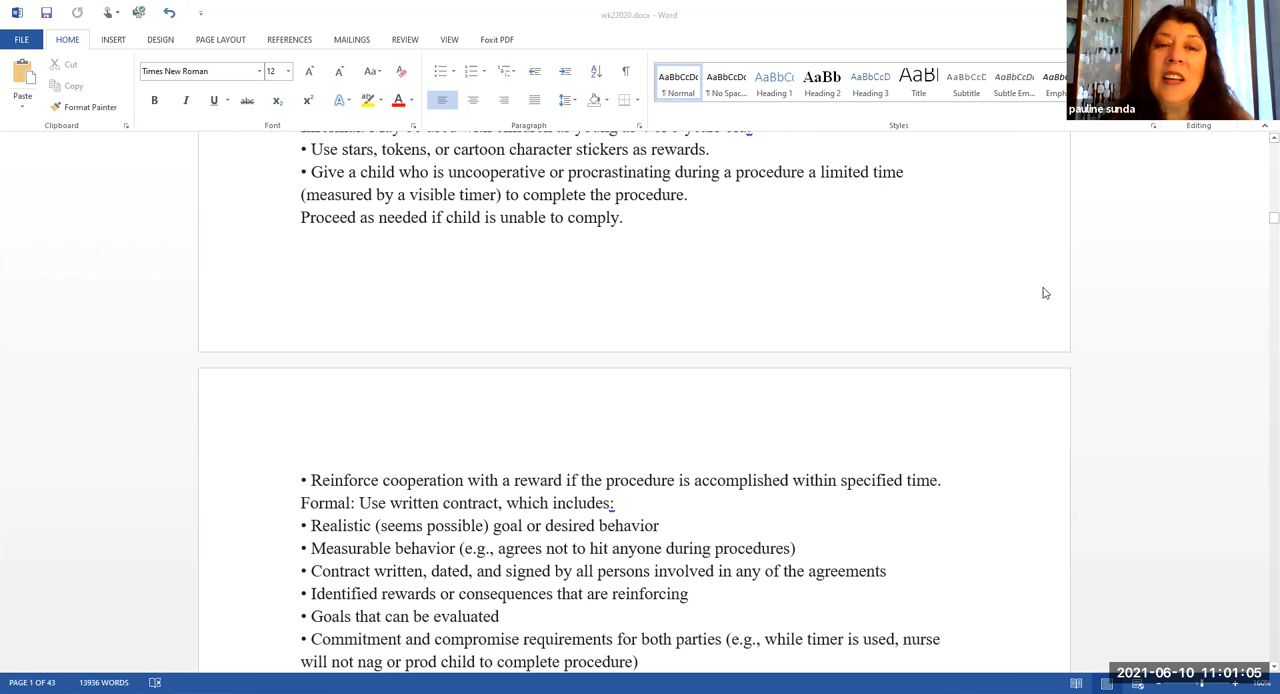 wk22020.docx - Word
FILE HOME INSERT DESIGN PAGE LAYOUT REFERENCES MAILINGS REVIEW VIEW Foxit PDF
Paste
Cut
Copy
Format Painter
Clipboard
Times New Roman 12
Font
Paragraph
AaBbCcDc AaBbCcDc AaBbCc AaBb AaBbCcD AaB AaBbCcD AaBbCcDc
¶ Normal ¶ No Spac... Heading 1 Heading 2 Heading 3 Title Subtitle Subtle Em... Emph
Styles
Editing
pauline sunda
• Use stars, tokens, or cartoon character stickers as rewards.
• Give a child who is uncooperative or procrastinating during a procedure a limited time
(measured by a visible timer) to complete the procedure.
Proceed as needed if child is unable to comply.
• Reinforce cooperation with a reward if the procedure is accomplished within specified time.
Formal: Use written contract, which includes:
• Realistic (seems possible) goal or desired behavior
• Measurable behavior (e.g., agrees not to hit anyone during procedures)
• Contract written, dated, and signed by all persons involved in any of the agreements
• Identified rewards or consequences that are reinforcing
• Goals that can be evaluated
• Commitment and compromise requirements for both parties (e.g., while timer is used, nurse
will not nag or prod child to complete procedure)
2021-06-10 11:01:05
PAGE 1 OF 43 13936 WORDS